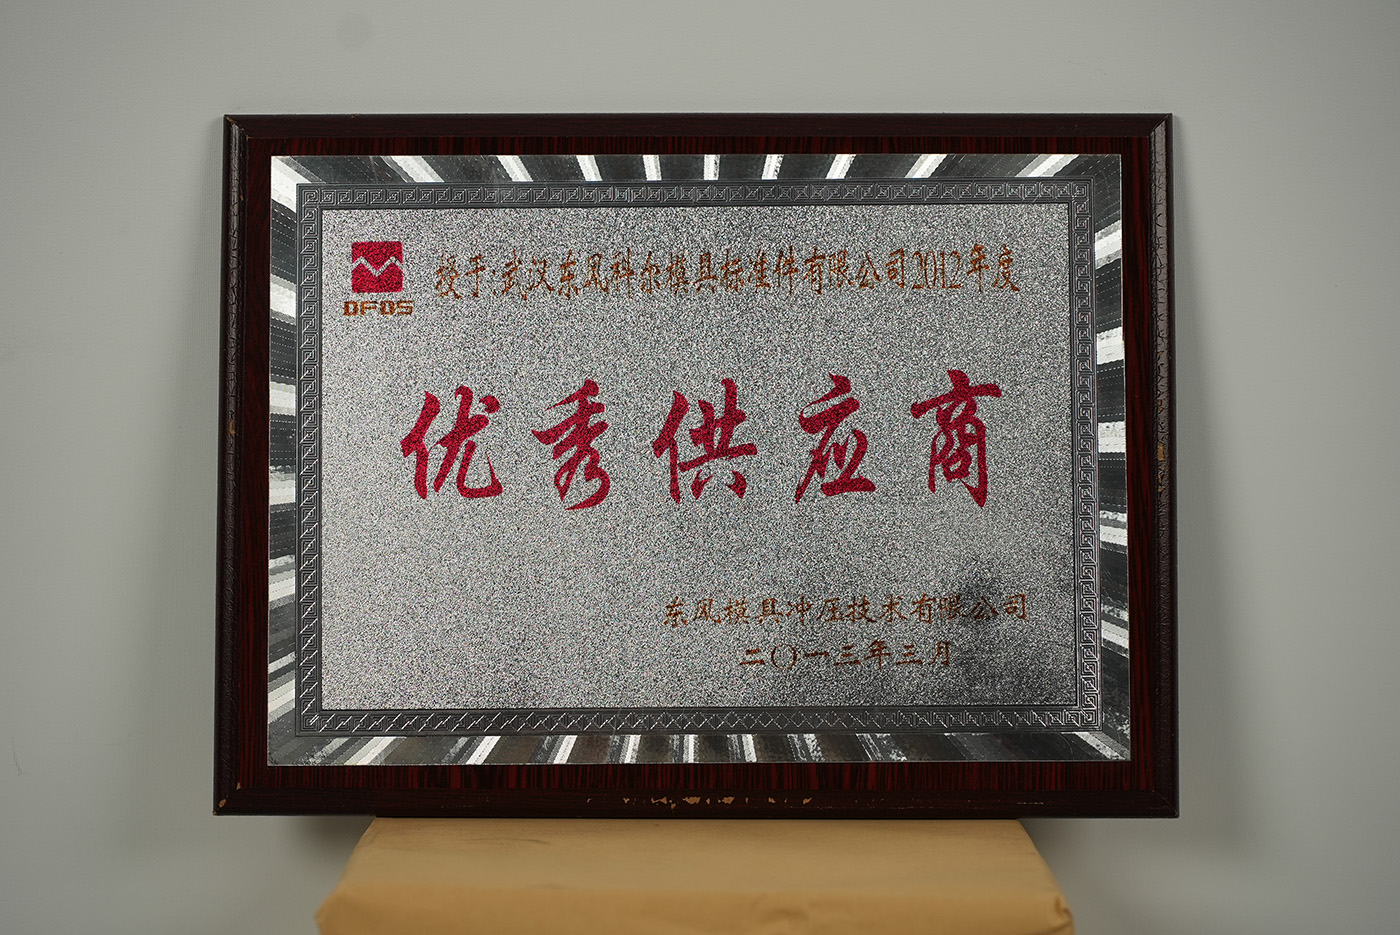 授予:武汉东风科尔模具标准件有限公司2012年度
DFDS
优秀供应商
东风模具冲压技术有限公司
二〇一三年三月